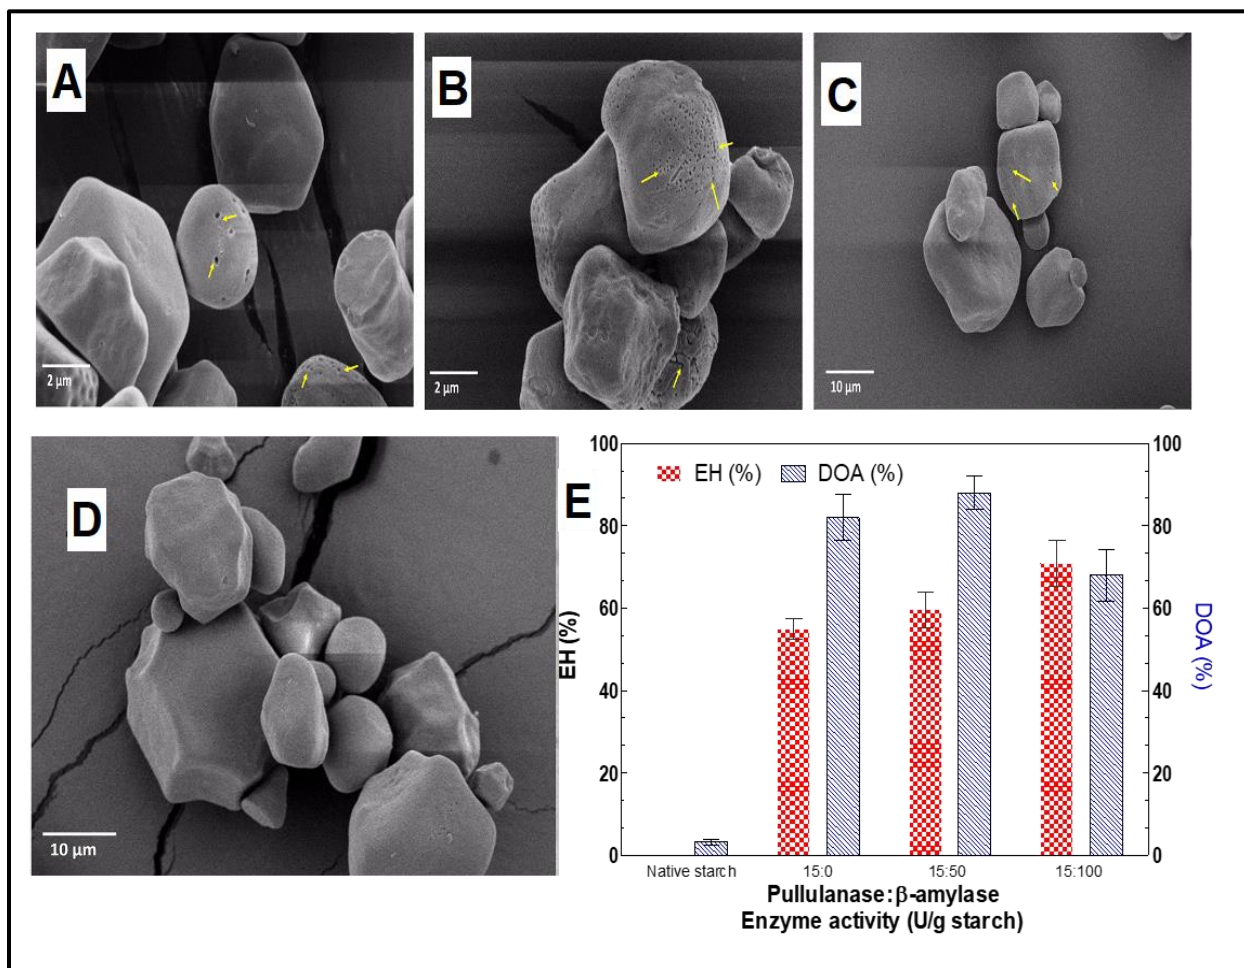 A
B
C
2 µm
2 µm
10 µm
D
10 µm
E
EH (%)
DOA (%)
100
80
60
40
20
0
EH (%)
100
80
60
40
20
0
DOA (%)
Native starch
15:0
15:50
15:100
Pullulanase:β-amylase
Enzyme activity (U/g starch)